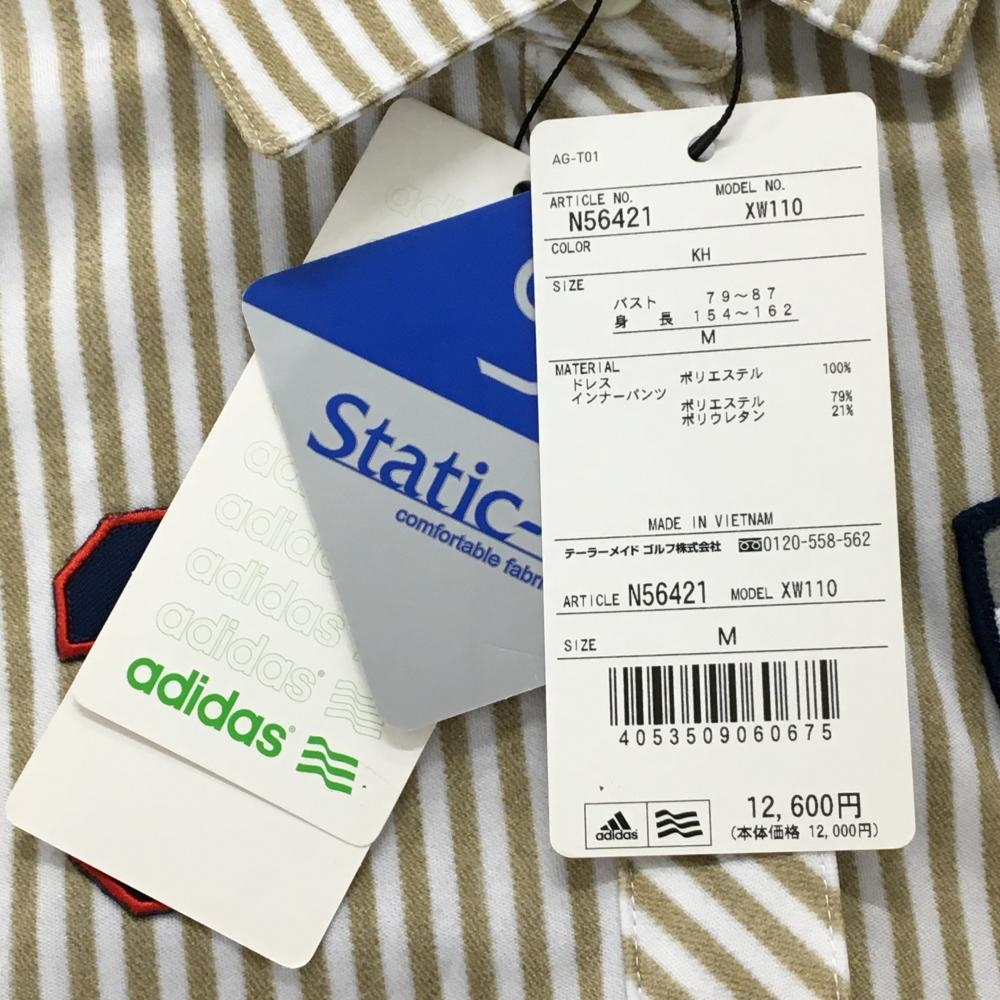 AG-T01
ARTICLE NO. MODEL NO.
N56421 XW110
COLOR
KH
SIZE
バスト 79～87
身長 154～162
M
MATERIAL
ドレス ポリエステル 100%
インナーパンツ
ポリエステル 79%
ポリウレタン 21%
MADE IN VIETNAM
テーラーメイド ゴルフ株式会社 0120-558-562
ARTICLE N56421 MODEL XW110
SIZE M
4053509060675
adidas
12,600円
(本体価格 12,000円)
Static-
comfortable
adidas
adidas
adidas
adidas
adidas